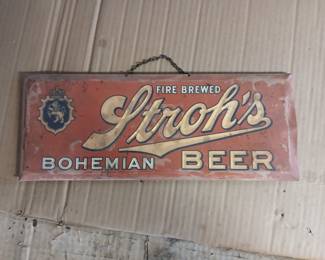 FIRE BREWED
Stroh's
BOHEMIAN BEER